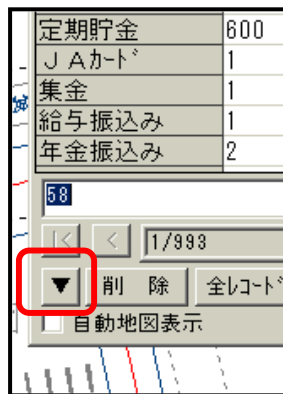 定期貯金 600
ＪＡｶｰﾄﾞ 1
集金 1
給与振込み 1
年金振込み 2
58
|< < 1/993
▼ 削 除 全ﾚｺｰﾄﾞ
自動地図表示